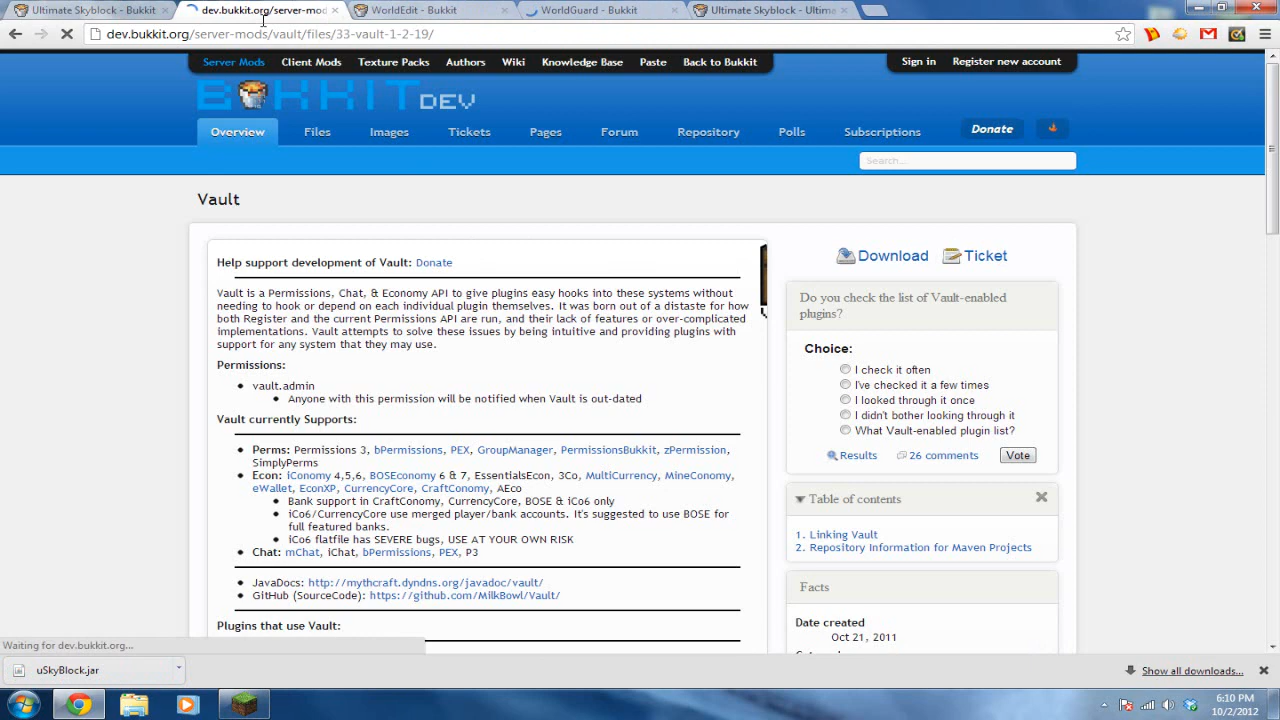 Ultimate Skyblock - Bukkit
dev.bukkit.org/server-mod
WorldEdit - Bukkit
WorldGuard - Bukkit
Ultimate Skyblock - Ultima
dev.bukkit.org/server-mods/vault/files/33-vault-1-2-19/
Server Mods Client Mods Texture Packs Authors Wiki Knowledge Base Paste Back to Bukkit
Sign in Register new account
BUKKIT DEV
Overview Files Images Tickets Pages Forum Repository Polls Subscriptions Donate
Search...
Vault
Help support development of Vault: Donate
Vault is a Permissions, Chat, & Economy API to give plugins easy hooks into these systems without
needing to hook or depend on each individual plugin themselves. It was born out of a distaste for how
both Register and the current Permissions API are run, and their lack of features or over-complicated
implementations. Vault attempts to solve these issues by being intuitive and providing plugins with
support for any system that they may use.
Permissions:
vault.admin
Anyone with this permission will be notified when Vault is out-dated
Vault currently Supports:
Perms: Permissions 3, bPermissions, PEX, GroupManager, PermissionsBukkit, zPermission,
SimplyPerms
Econ: iConomy 4,5,6, BOSEconomy 6 & 7, EssentialsEcon, 3Co, MultiCurrency, MineConomy,
eWallet, EconXP, CurrencyCore, CraftConomy, AEco
Bank support in CraftConomy, CurrencyCore, BOSE & iCo6 only
iCo6/CurrencyCore use merged player/bank accounts. It's suggested to use BOSE for
full featured banks.
iCo6 flatfile has SEVERE bugs, USE AT YOUR OWN RISK
Chat: mChat, iChat, bPermissions, PEX, P3
JavaDocs: http://mythcraft.dyndns.org/javadoc/vault/
GitHub (SourceCode): https://github.com/MilkBowl/Vault/
Plugins that use Vault:
Download Ticket
Do you check the list of Vault-enabled
plugins?
Choice:
I check it often
I've checked it a few times
I looked through it once
I didn't bother looking through it
What Vault-enabled plugin list?
Results 26 comments Vote
Table of contents
1. Linking Vault
2. Repository Information for Maven Projects
Facts
Date created
Oct 21, 2011
Waiting for dev.bukkit.org...
uSkyBlock.jar
Show all downloads...
6:10 PM
10/2/2012